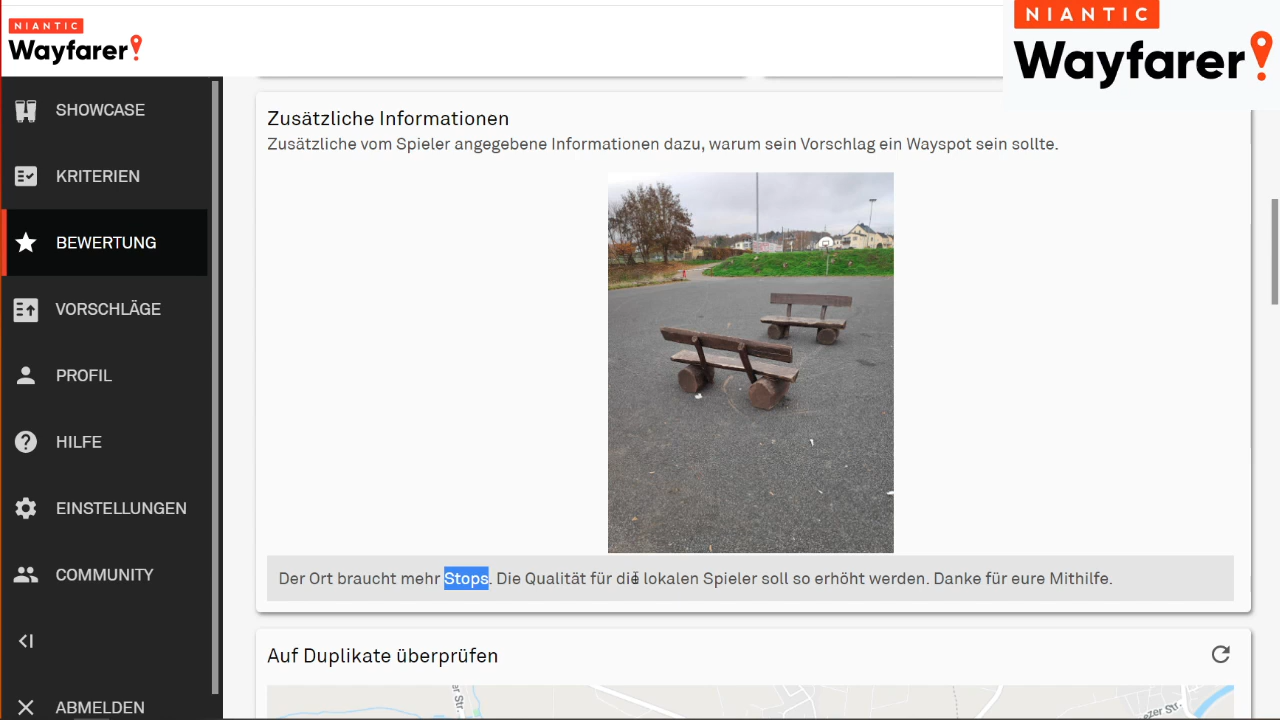 NIANTIC
Wayfarer
NIANTIC
Wayfarer
SHOWCASE
KRITERIEN
BEWERTUNG
VORSCHLÄGE
PROFIL
HILFE
EINSTELLUNGEN
COMMUNITY
ABMELDEN
Zusätzliche Informationen
Zusätzliche vom Spieler angegebene Informationen dazu, warum sein Vorschlag ein Wayspot sein sollte.
Der Ort braucht mehr Stops. Die Qualität für die lokalen Spieler soll so erhöht werden. Danke für eure Mithilfe.
Auf Duplikate überprüfen